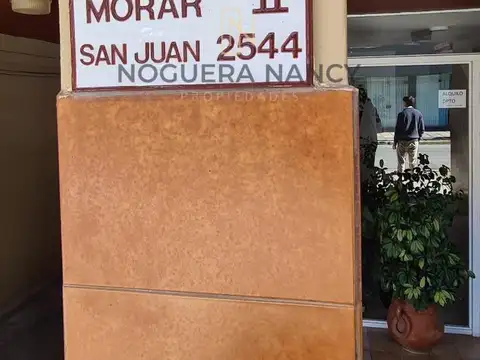 MORAR II
SAN JUAN 2544
NOGUERA NANCY
PROPIEDADES
ALQUILO
DPTO